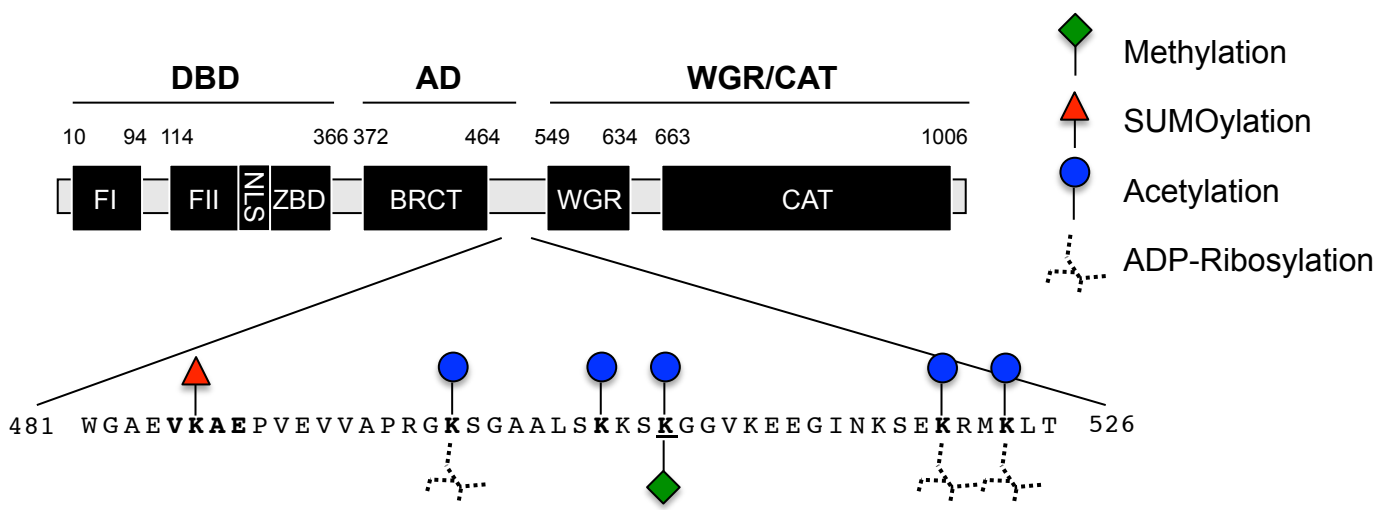 DBD AD WGR/CAT
10 94 114 366 372 464 549 634 663 1006
FI FII NLS ZBD BRCT WGR CAT
Methylation
SUMOylation
Acetylation
ADP-Ribosylation
481 WGAEVKAEPVEVVAPRGKSGAALSKKSKGGVKEEGINKSEKRMKLT 526